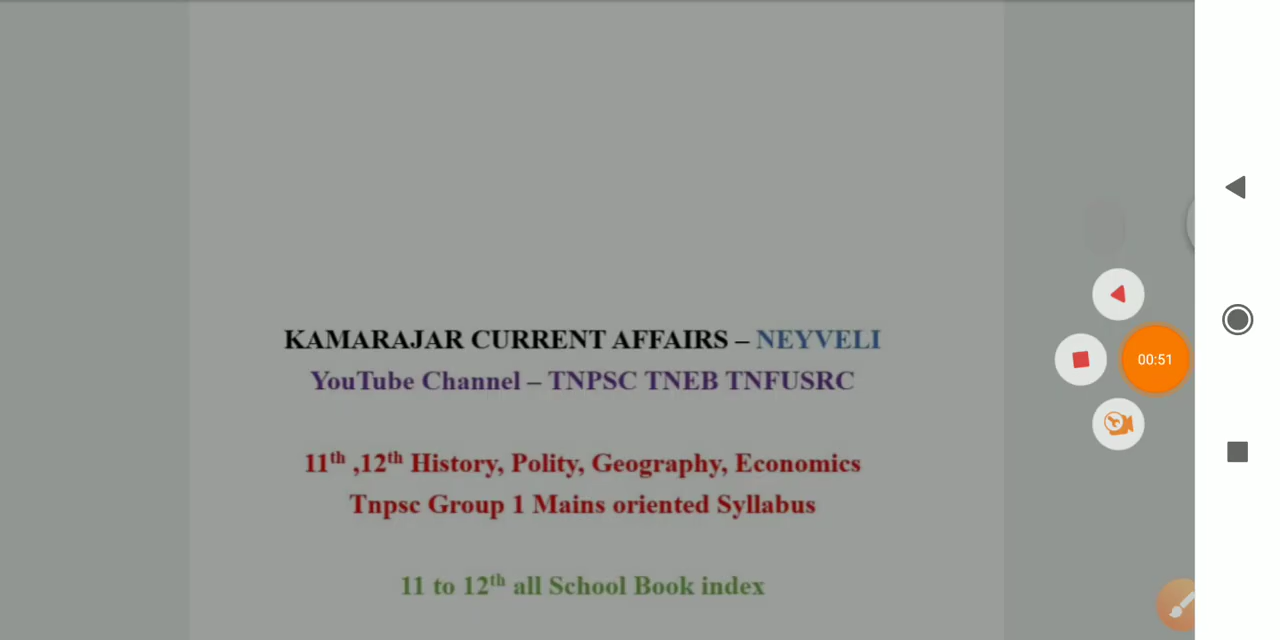 KAMARAJAR CURRENT AFFAIRS – NEYVELI
YouTube Channel – TNPSC TNEB TNFUSRC
11th ,12th History, Polity, Geography, Economics
Tnpsc Group 1 Mains oriented Syllabus
11 to 12th all School Book index
00:51